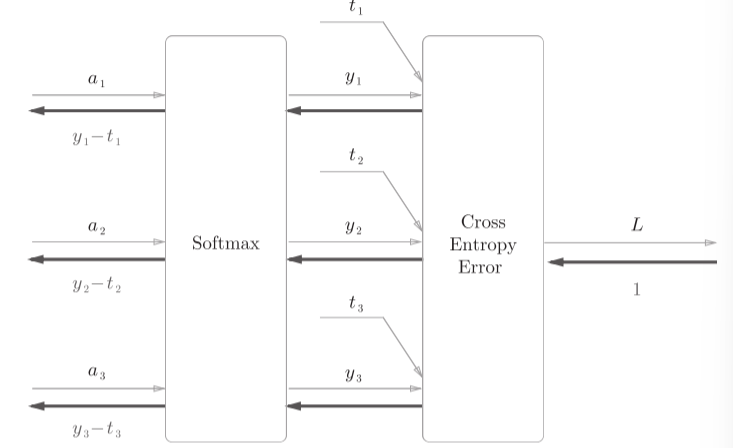 t₁
a₁
y₁
y₁−t₁
t₂
a₂
y₂
Softmax
Cross
Entropy
Error
L
y₂−t₂
1
t₃
a₃
y₃
y₃−t₃